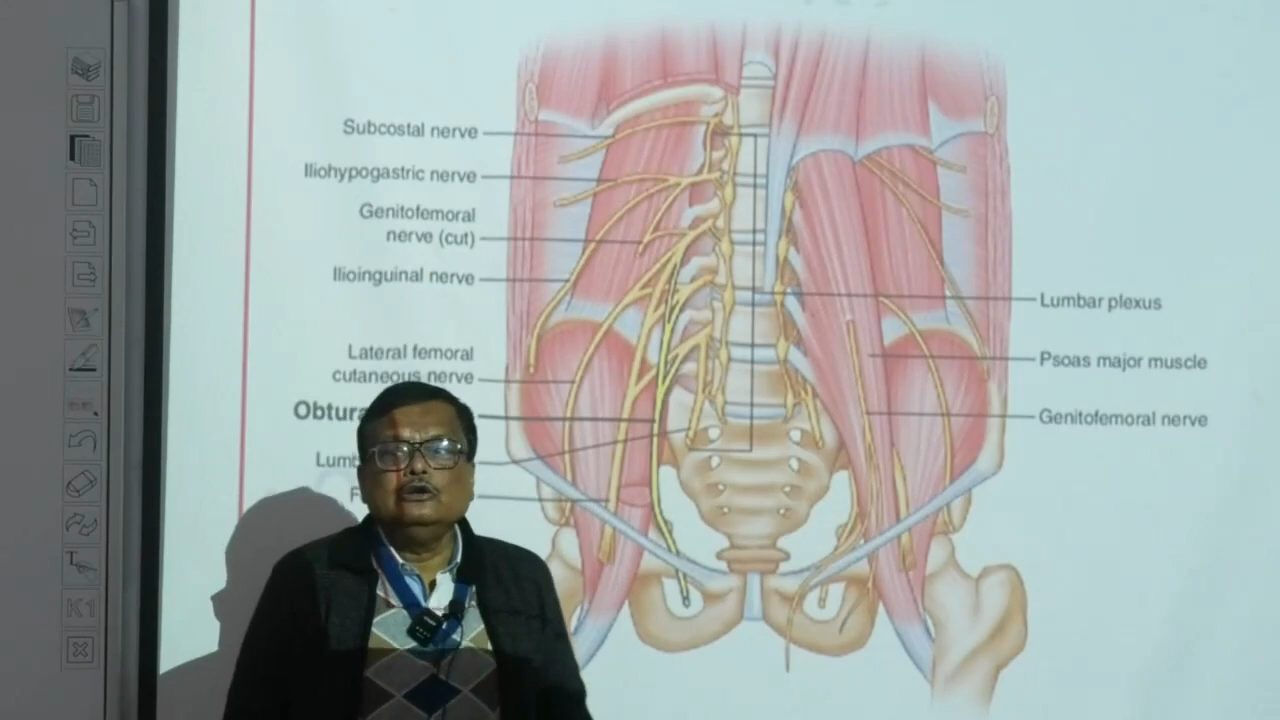 Subcostal nerve
Iliohypogastric nerve
Genitofemoral
nerve (cut)
Ilioinguinal nerve
Lateral femoral
cutaneous nerve
Lumbar plexus
Psoas major muscle
Genitofemoral nerve
T
K1